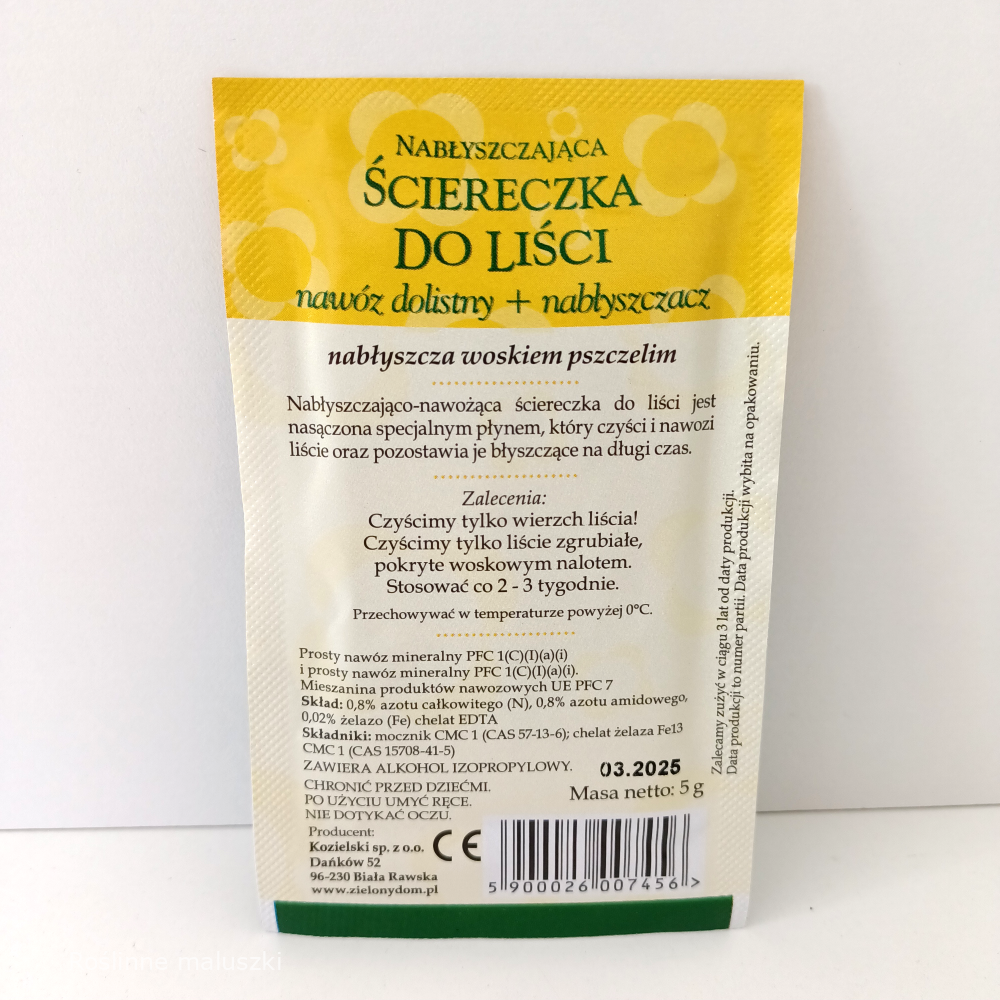 NABŁYSZCZAJĄCA
ŚCIERECZKA
DO LIŚCI
nawóz dolistny + nabłyszczacz
nabłyszcza woskiem pszczelim
Nabłyszczająco-nawożąca ściereczka do liści jest
nasączona specjalnym płynem, który czyści i nawozi
liście oraz pozostawia je błyszczące na długi czas.
Zalecenia:
Czyścimy tylko wierzch liścia!
Czyścimy tylko liście zgrubiałe,
pokryte woskowym nalotem.
Stosować co 2 - 3 tygodnie.
Przechowywać w temperaturze powyżej 0°C.
Prosty nawóz mineralny PFC 1(C)(I)(a)(i)
i prosty nawóz mineralny PFC 1(C)(I)(a)(i).
Mieszanina produktów nawozowych UE PFC 7
Skład: 0,8% azotu całkowitego (N), 0,8% azotu amidowego,
0,02% żelazo (Fe) chelat EDTA
Składniki: mocznik CMC 1 (CAS 57-13-6); chelat żelaza Fe13
CMC 1 (CAS 15708-41-5)
ZAWIERA ALKOHOL IZOPROPYLOWY.
03.2025
CHRONIĆ PRZED DZIEĆMI.
PO UŻYCIU UMYĆ RĘCE.
NIE DOTYKAĆ OCZU.
Masa netto: 5 g
Producent:
Kozielski sp. z o.o.
Dańków 52
96-230 Biała Rawska
www.zielonydom.pl
CE
5 900026 007456 >
Zalecamy zużyć w ciągu 3 lat od daty produkcji.
Data produkcji to numer partii. Data produkcji wybita na opakowaniu.
maluszki